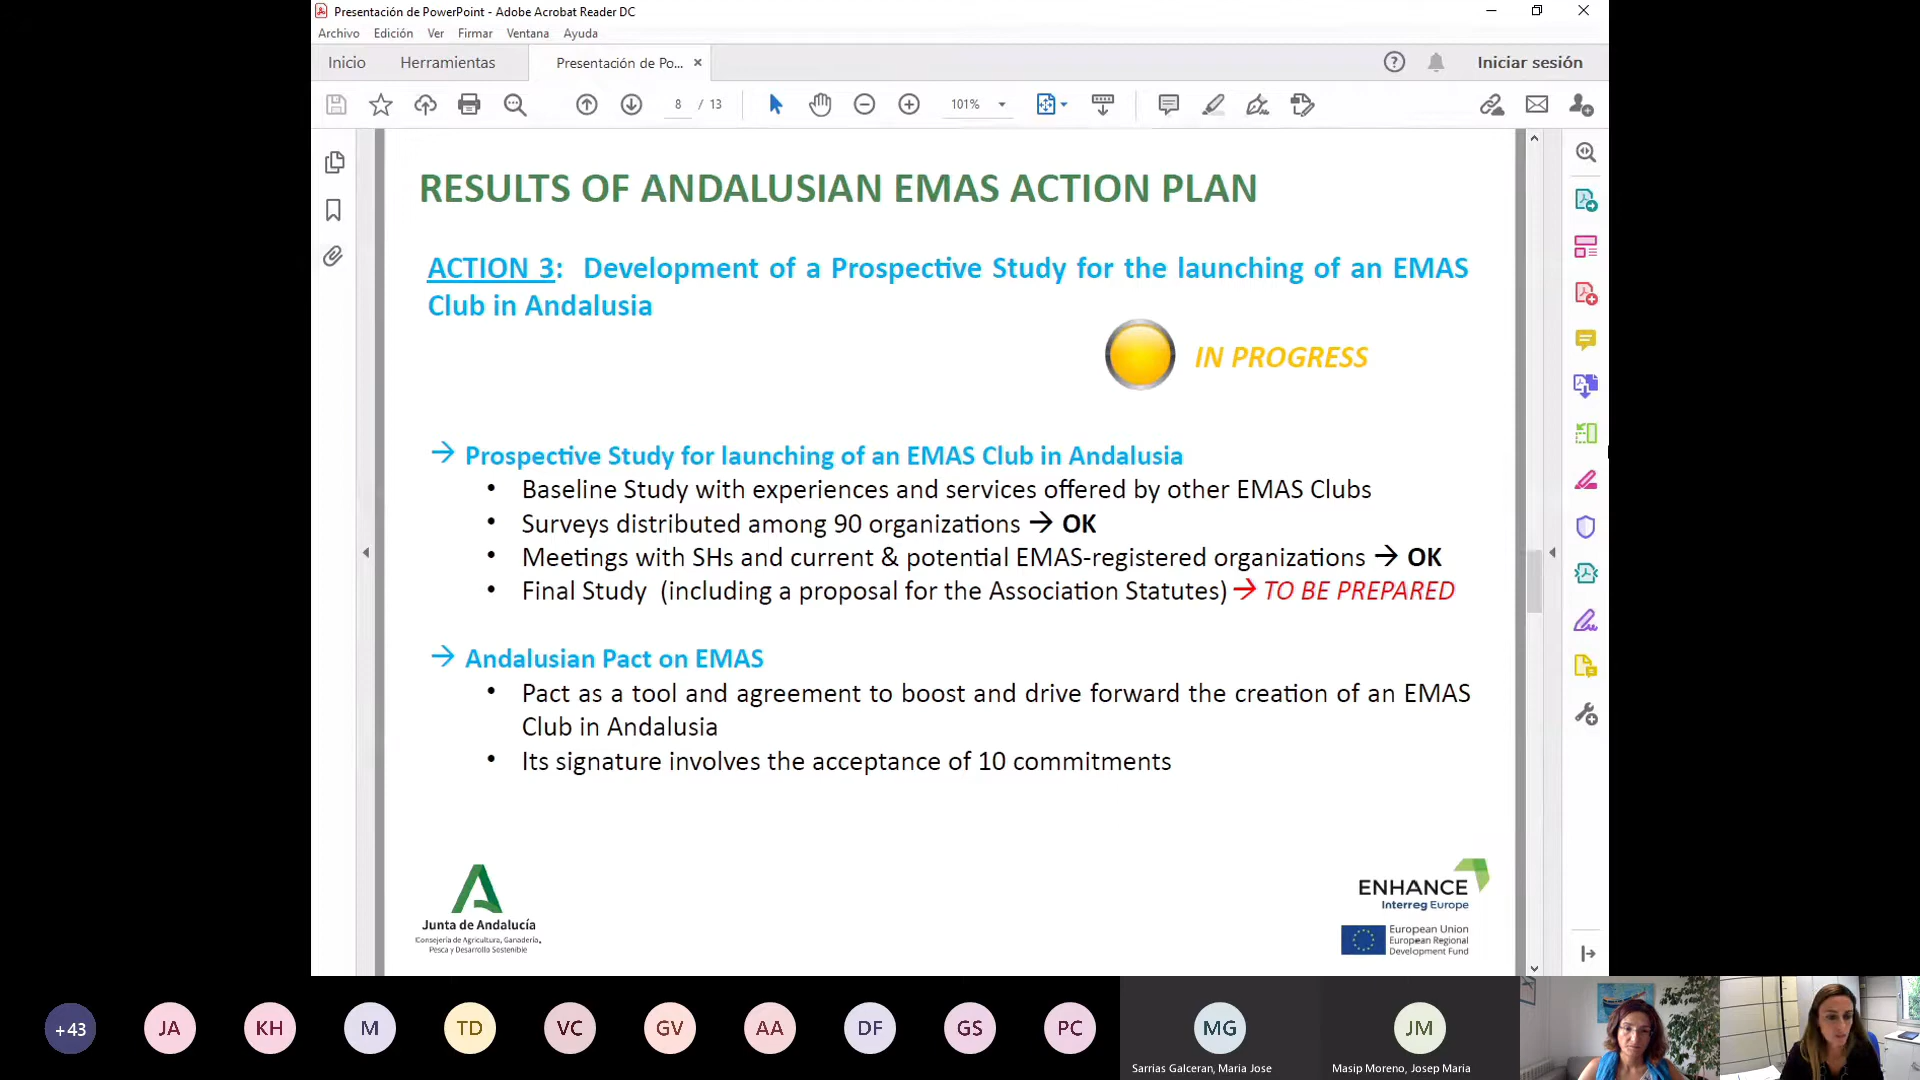 Presentación de PowerPoint - Adobe Acrobat Reader DC
Archivo Edición Ver Firmar Ventana Ayuda
Inicio Herramientas Presentación de Po... × Iniciar sesión
8 / 13 101%
RESULTS OF ANDALUSIAN EMAS ACTION PLAN
ACTION 3: Development of a Prospective Study for the launching of an EMAS
Club in Andalusia
IN PROGRESS
→ Prospective Study for launching of an EMAS Club in Andalusia
• Baseline Study with experiences and services offered by other EMAS Clubs
• Surveys distributed among 90 organizations → OK
• Meetings with SHs and current & potential EMAS-registered organizations → OK
• Final Study (including a proposal for the Association Statutes) → TO BE PREPARED
→ Andalusian Pact on EMAS
• Pact as a tool and agreement to boost and drive forward the creation of an EMAS
Club in Andalusia
• Its signature involves the acceptance of 10 commitments
Junta de Andalucía
Consejería de Agricultura, Ganadería,
Pesca y Desarrollo Sostenible
ENHANCE
Interreg Europe
European Union
European Regional
Development Fund
+43 JA KH M TD VC GV AA DF GS PC MG JM
Sarrias Galceran, Maria Jose Masip Moreno, Josep Maria